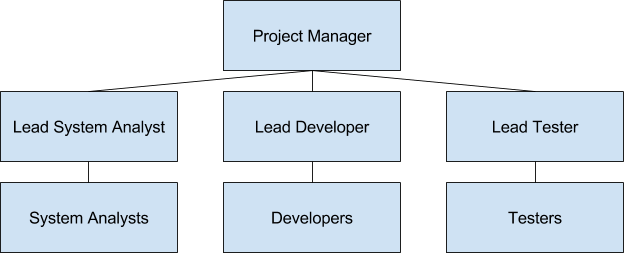 Project Manager
Lead System Analyst
Lead Developer
Lead Tester
System Analysts
Developers
Testers